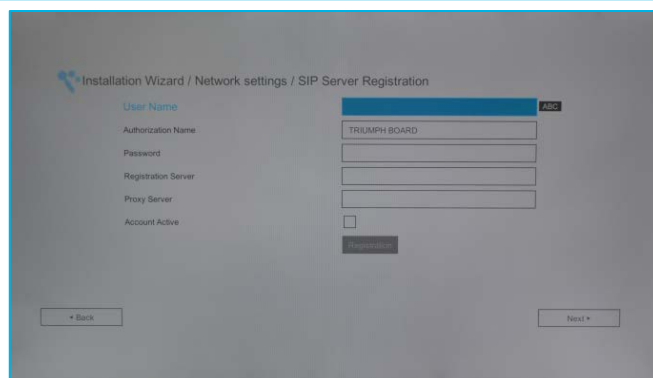 Installation Wizard / Network settings / SIP Server Registration
User Name ABC
Authorization Name TRIUMPH BOARD
Password
Registration Server
Proxy Server
Account Active
Registration
Back
Next